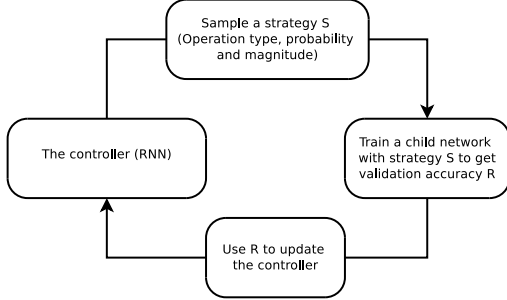 Sample a strategy S
(Operation type, probability
and magnitude)
The controller (RNN)
Train a child network
with strategy S to get
validation accuracy R
Use R to update
the controller